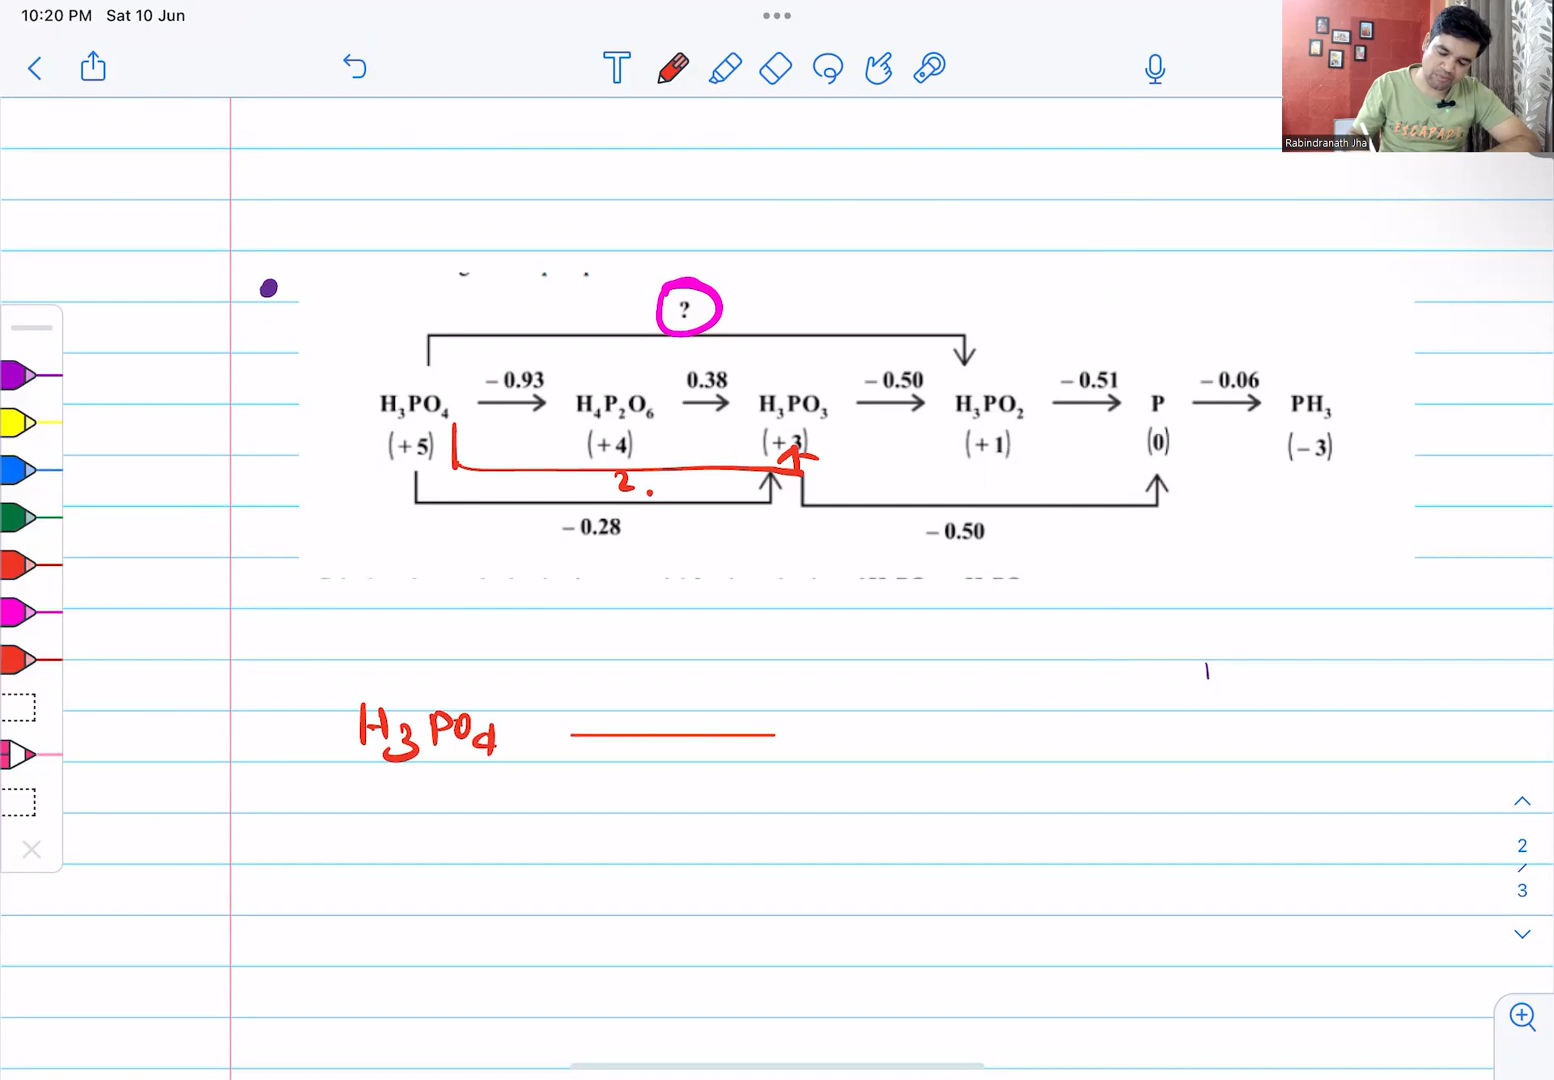 10:20 PM Sat 10 Jun
ESCAPADE
Rabindranath Jha
?
– 0.93 0.38 – 0.50 – 0.51 – 0.06
H₃PO₄ → H₄P₂O₆ → H₃PO₃ → H₃PO₂ → P → PH₃
(+5) (+4) (+3) (+1) (0) (–3)
2.
– 0.28 – 0.50
H₃PO₄
2
/
3